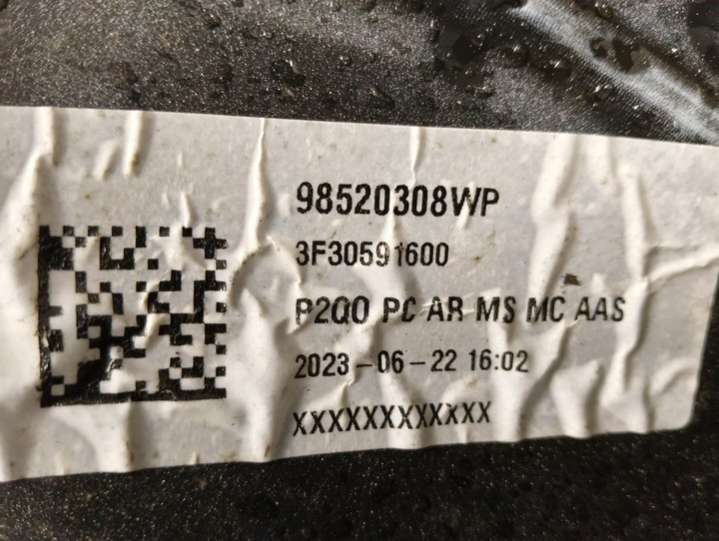 98520308WP
3F30591600
P2Q0 PC AR MS MC AAS
2023-06-22 16:02
XXXXXXXXXXXX